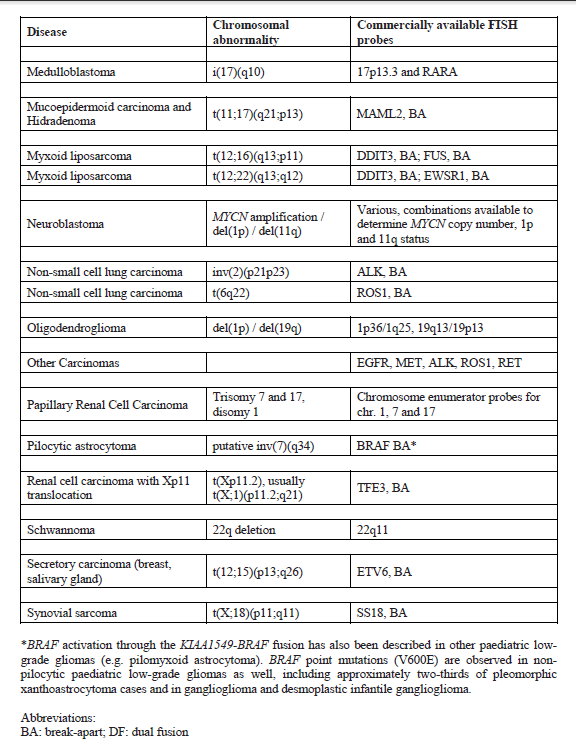 Disease
Chromosomal abnormality
Commercially available FISH probes
Medulloblastoma
i(17)(q10)
17p13.3 and RARA
Mucoepidermoid carcinoma and Hidradenoma
t(11;17)(q21;p13)
MAML2, BA
Myxoid liposarcoma
t(12;16)(q13;p11)
DDIT3, BA; FUS, BA
Myxoid liposarcoma
t(12;22)(q13;q12)
DDIT3, BA; EWSR1, BA
Neuroblastoma
MYCN amplification / del(1p) / del(11q)
Various, combinations available to determine MYCN copy number, 1p and 11q status
Non-small cell lung carcinoma
inv(2)(p21p23)
ALK, BA
Non-small cell lung carcinoma
t(6q22)
ROS1, BA
Oligodendroglioma
del(1p) / del(19q)
1p36/1q25, 19q13/19p13
Other Carcinomas
EGFR, MET, ALK, ROS1, RET
Papillary Renal Cell Carcinoma
Trisomy 7 and 17, disomy 1
Chromosome enumerator probes for chr. 1, 7 and 17
Pilocytic astrocytoma
putative inv(7)(q34)
BRAF BA*
Renal cell carcinoma with Xp11 translocation
t(Xp11.2), usually t(X;1)(p11.2;q21)
TFE3, BA
Schwannoma
22q deletion
22q11
Secretory carcinoma (breast, salivary gland)
t(12;15)(p13;q26)
ETV6, BA
Synovial sarcoma
t(X;18)(p11;q11)
SS18, BA
*BRAF activation through the KIAA1549-BRAF fusion has also been described in other paediatric low-
grade gliomas (e.g. pilomyxoid astrocytoma). BRAF point mutations (V600E) are observed in non-
pilocytic paediatric low-grade gliomas as well, including approximately two-thirds of pleomorphic
xanthoastrocytoma cases and in ganglioglioma and desmoplastic infantile ganglioglioma.
Abbreviations:
BA: break-apart; DF: dual fusion